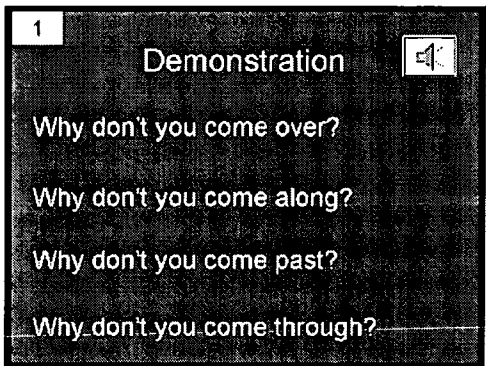 1
Demonstration
Why don't you come over?
Why don't you come along?
Why don't you come past?
Why don't you come through?